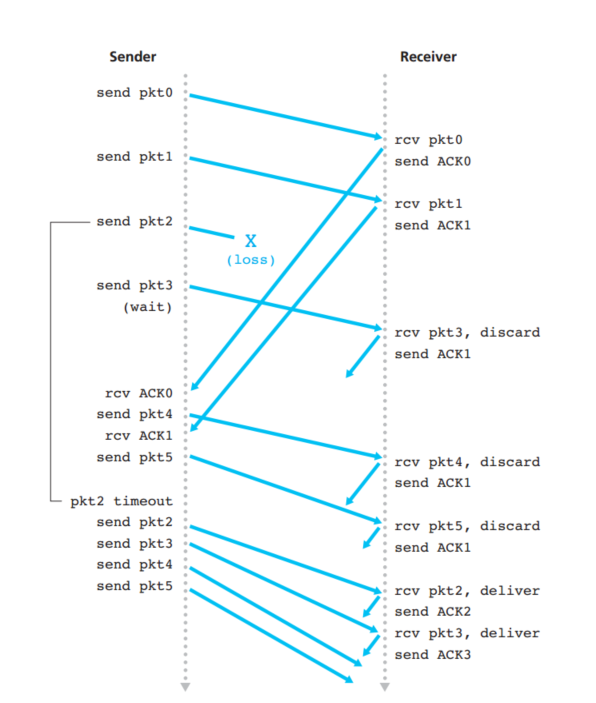 Sender
Receiver
send pkt0
rcv pkt0
send ACK0
send pkt1
rcv pkt1
send ACK1
send pkt2
X
(loss)
send pkt3
(wait)
rcv pkt3, discard
send ACK1
rcv ACK0
send pkt4
rcv ACK1
send pkt5
rcv pkt4, discard
send ACK1
pkt2 timeout
send pkt2
send pkt3
send pkt4
send pkt5
rcv pkt5, discard
send ACK1
rcv pkt2, deliver
send ACK2
rcv pkt3, deliver
send ACK3